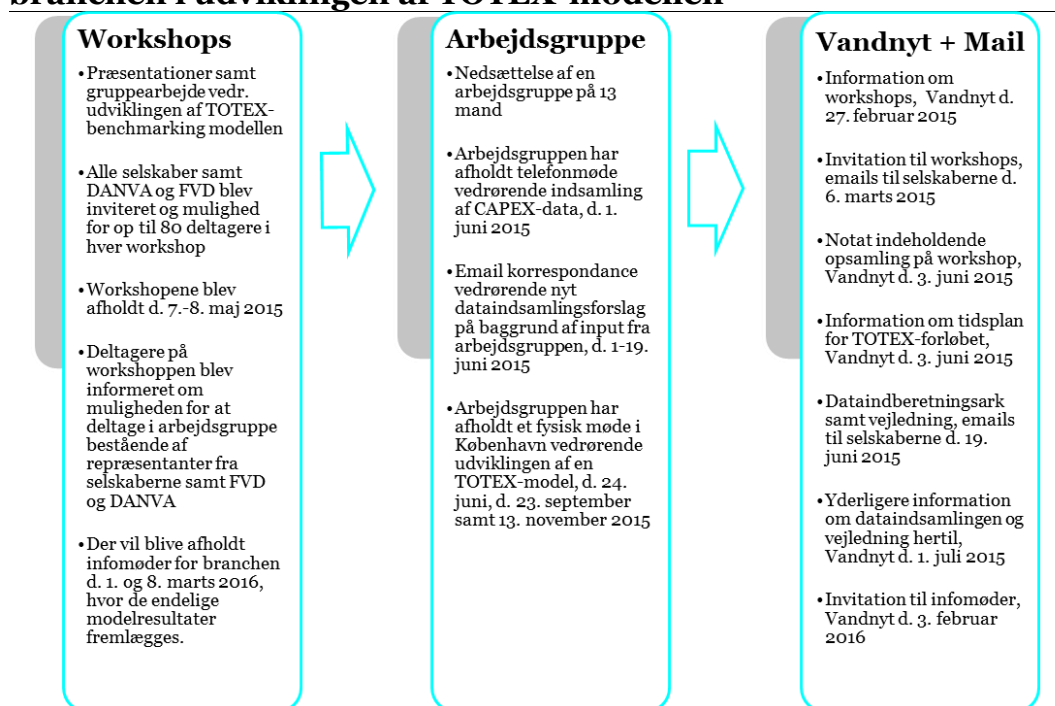 branchen i udviklingen af TOTEX-modellen
Workshops
•Præsentationer samt
gruppearbejde vedr.
udviklingen af TOTEX-
benchmarking modellen
•Alle selskaber samt
DANVA og FVD blev
inviteret og mulighed
for op til 80 deltagere i
hver workshop
•Workshopene blev
afholdt d. 7.-8. maj 2015
•Deltagere på
workshoppen blev
informeret om
muligheden for at
deltage i arbejdsgruppe
bestående af
repræsentanter fra
selskaberne samt FVD
og DANVA
•Der vil blive afholdt
infomøder for branchen
d. 1. og 8. marts 2016,
hvor de endelige
modelresultater
fremlægges.
Arbejdsgruppe
•Nedsættelse af en
arbejdsgruppe på 13
mand
•Arbejdsgruppen har
afholdt telefonmøde
vedrørende indsamling
af CAPEX-data, d. 1.
juni 2015
•Email korrespondance
vedrørende nyt
dataindsamlingsforslag
på baggrund af input fra
arbejdsgruppen, d. 1-19.
juni 2015
•Arbejdsgruppen har
afholdt et fysisk møde i
København vedrørende
udviklingen af en
TOTEX-model, d. 24.
juni, d. 23. september
samt 13. november 2015
Vandnyt + Mail
•Information om
workshops, Vandnyt d.
27. februar 2015
•Invitation til workshops,
emails til selskaberne d.
6. marts 2015
•Notat indeholdende
opsamling på workshop,
Vandnyt d. 3. juni 2015
•Information om tidsplan
for TOTEX-forløbet,
Vandnyt d. 3. juni 2015
•Dataindberetningsark
samt vejledning, emails
til selskaberne d. 19.
juni 2015
•Yderligere information
om dataindsamlingen og
vejledning hertil,
Vandnyt d. 1. juli 2015
•Invitation til infomøder,
Vandnyt d. 3. februar
2016